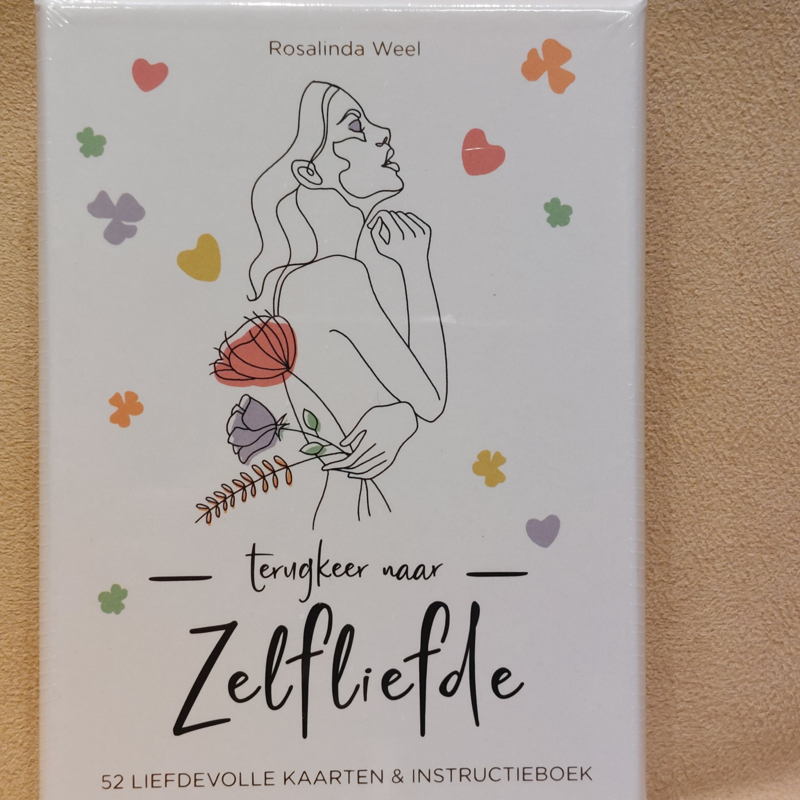 Rosalinda Weel
terugkeer naar
Zelfliefde
52 LIEFDEVOLLE KAARTEN & INSTRUCTIEBOEK